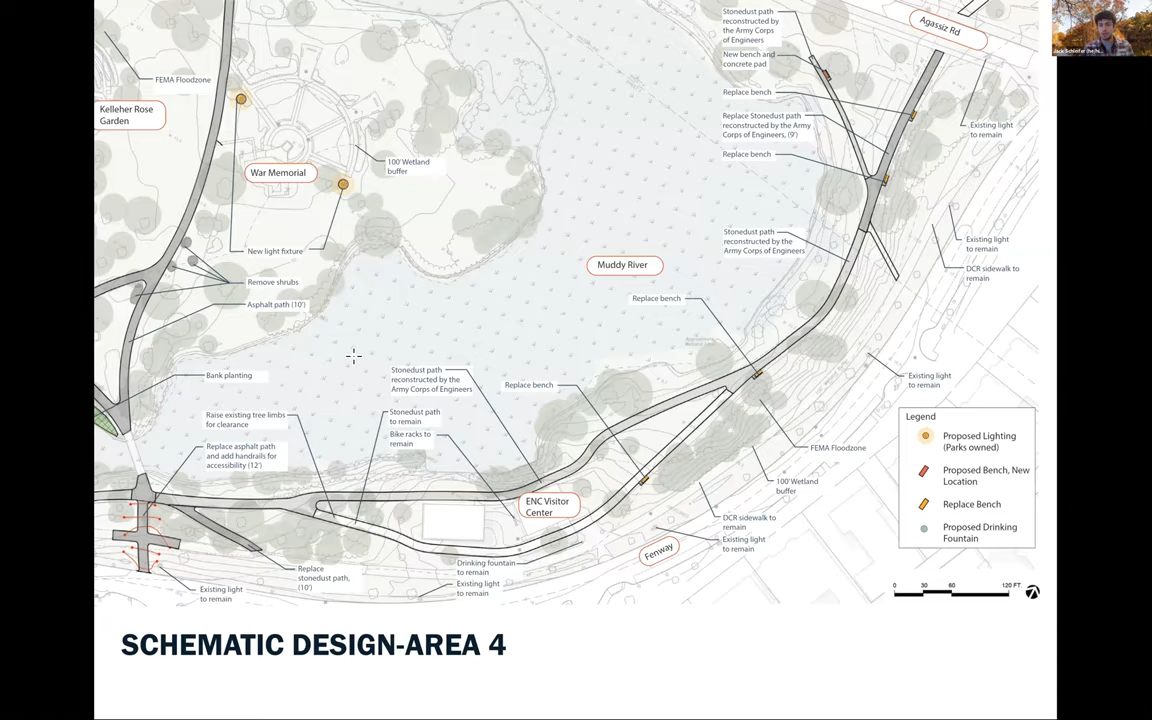 Stonedust path
reconstructed by
the Army Corps
of Engineers
Agassiz Rd
New bench and
concrete pad
FEMA Floodzone
Replace bench
Kelleher Rose
Garden
Replace Stonedust path
reconstructed by the Army
Corps of Engineers, (9')
Existing light
to remain
Replace bench
100' Wetland
buffer
War Memorial
Stonedust path
reconstructed by the
Army Corps of Engineers
Existing light
to remain
New light fixture
Muddy River
DCR sidewalk to
remain
Remove shrubs
Replace bench
Asphalt path (10')
Bank planting
Stonedust path
reconstructed by the
Army Corps of Engineers
Replace bench
Existing light
to remain
Raise existing tree limbs
for clearance
Stonedust path
to remain
Bike racks to
remain
Replace asphalt path
and add handrails for
accessibility (12')
FEMA Floodzone
100' Wetland
buffer
ENC Visitor
Center
DCR sidewalk to
remain
Existing light
to remain
Fenway
Drinking fountain
to remain
Existing light
to remain
Replace
stonedust path,
(10')
Existing light
to remain
Legend
Proposed Lighting
(Parks owned)
Proposed Bench, New
Location
Replace Bench
Proposed Drinking
Fountain
0 30 60 120 FT.
SCHEMATIC DESIGN-AREA 4